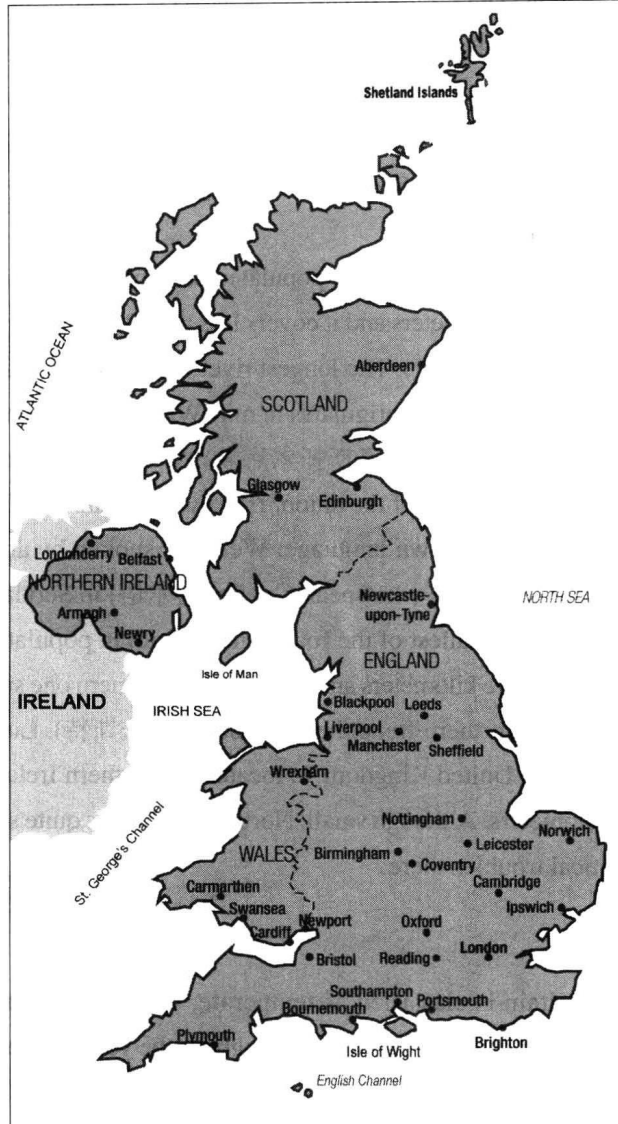 Shetland Islands
ATLANTIC OCEAN
Aberdeen
SCOTLAND
Glasgow
Edinburgh
Londonderry
Belfast
NORTHERN IRELAND
Armagh
Newry
Newcastle-
upon-Tyne
NORTH SEA
ENGLAND
Isle of Man
IRELAND
IRISH SEA
Blackpool
Leeds
Liverpool
Manchester
Sheffield
Wrexham
St. George's Channel
Nottingham
Norwich
Leicester
WALES
Birmingham
Coventry
Cambridge
Carmarthen
Swansea
Newport
Ipswich
Cardiff
Oxford
Bristol
Reading
London
Southampton
Portsmouth
Bournemouth
Plymouth
Isle of Wight
Brighton
English Channel